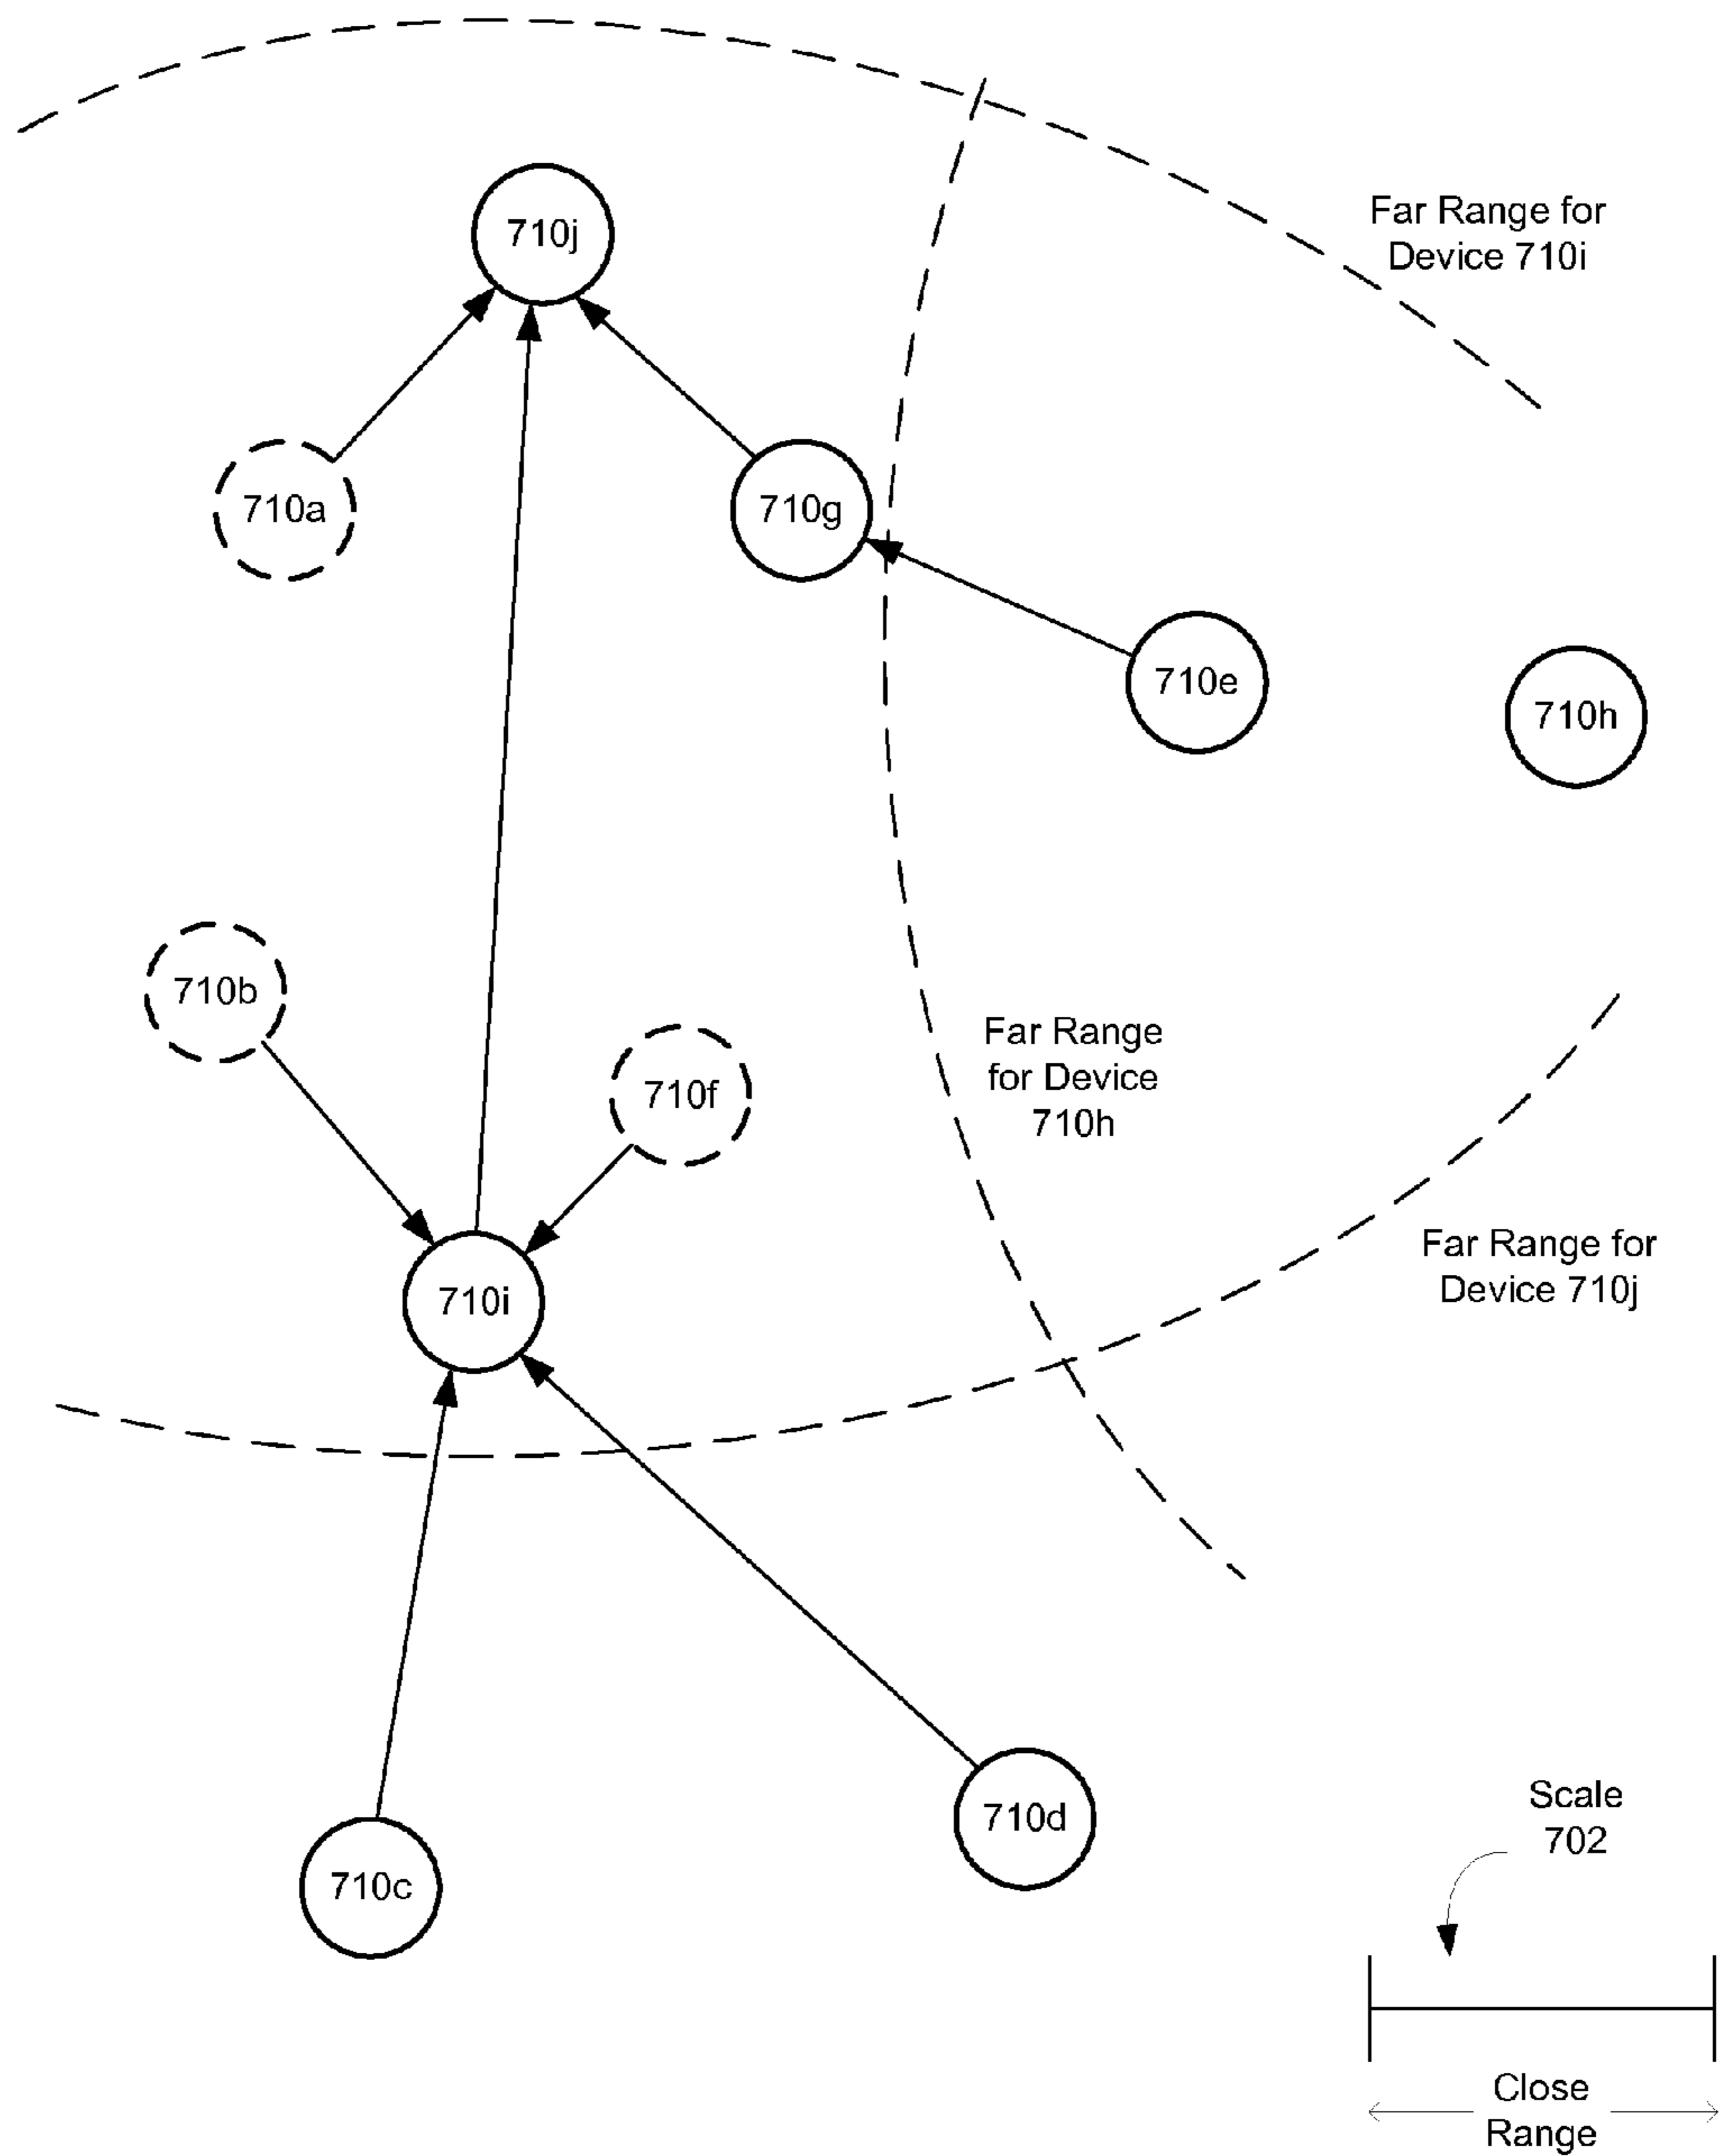 Far Range for
Device 710i
710j
710a
710g
710e
710h
710b
710f
Far Range
for Device
710h
710i
Far Range for
Device 710j
710d
710c
Scale
702
Close
Range